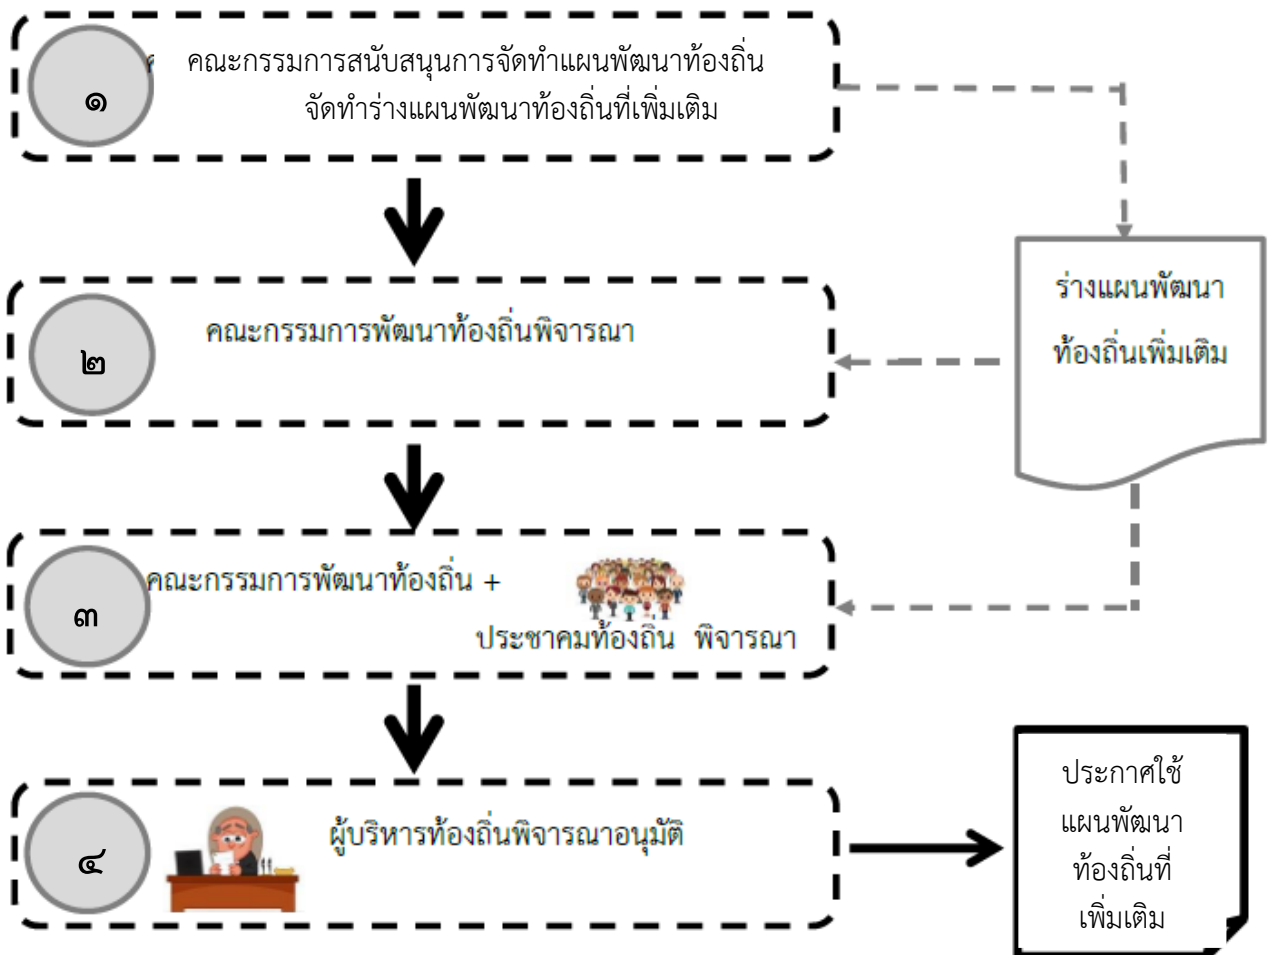 ๑
คณะกรรมการสนับสนุนการจัดทำแผนพัฒนาท้องถิ่น
จัดทำร่างแผนพัฒนาท้องถิ่นที่เพิ่มเติม
ร่างแผนพัฒนา
ท้องถิ่นเพิ่มเติม
๒
คณะกรรมการพัฒนาท้องถิ่นพิจารณา
๓
คณะกรรมการพัฒนาท้องถิ่น +
ประชาคมท้องถิ่น พิจารณา
๔
ผู้บริหารท้องถิ่นพิจารณาอนุมัติ
ประกาศใช้
แผนพัฒนา
ท้องถิ่นที่
เพิ่มเติม